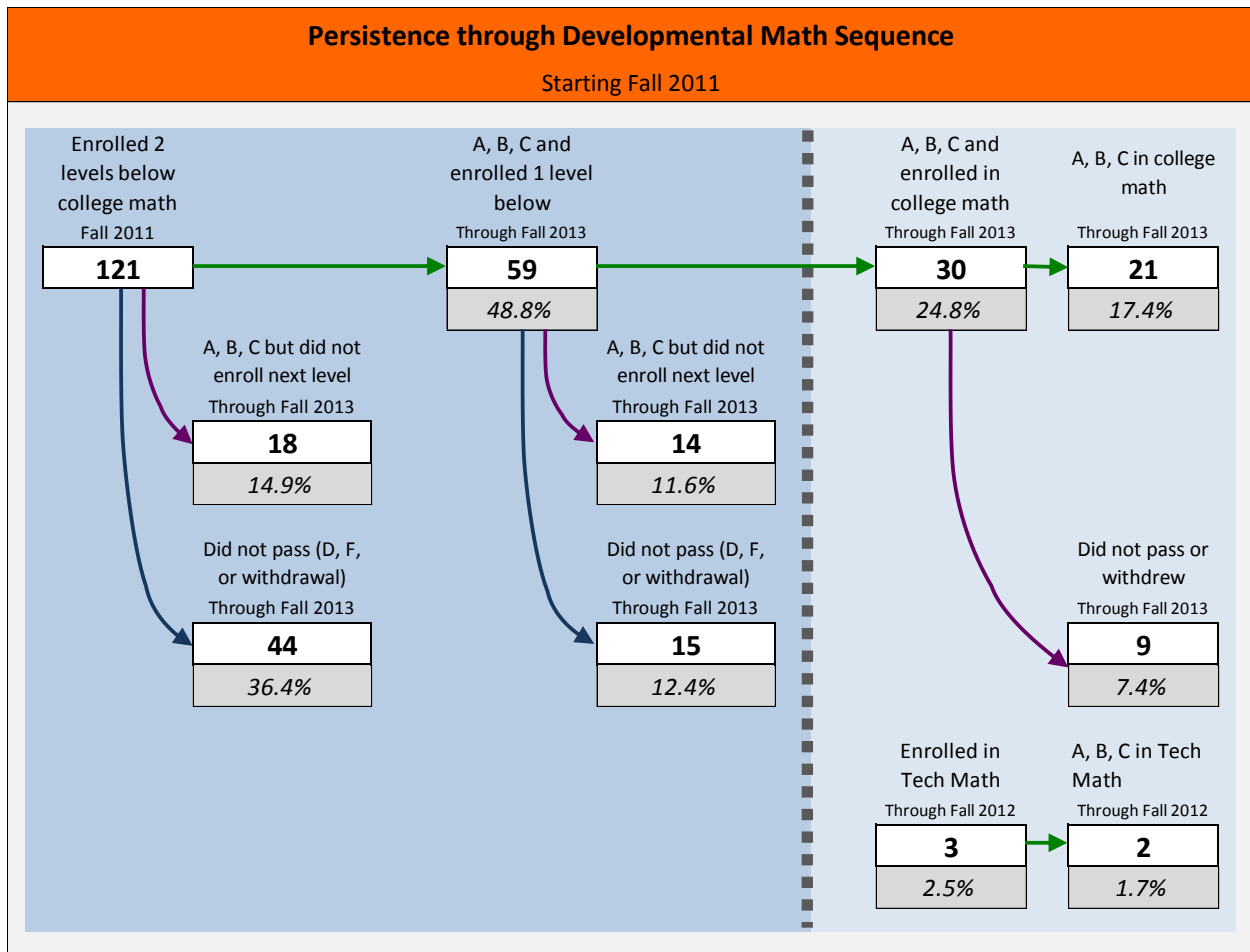 Persistence through Developmental Math Sequence
Starting Fall 2011
Enrolled 2
levels below
college math
Fall 2011
121
A, B, C and
enrolled 1 level
below
Through Fall 2013
59
48.8%
A, B, C and
enrolled in
college math
Through Fall 2013
30
24.8%
A, B, C in college
math
Through Fall 2013
21
17.4%
A, B, C but did not
enroll next level
Through Fall 2013
18
14.9%
A, B, C but did not
enroll next level
Through Fall 2013
14
11.6%
Did not pass (D, F,
or withdrawal)
Through Fall 2013
44
36.4%
Did not pass (D, F,
or withdrawal)
Through Fall 2013
15
12.4%
Did not pass or
withdrew
Through Fall 2013
9
7.4%
Enrolled in
Tech Math
Through Fall 2012
3
2.5%
A, B, C in Tech
Math
Through Fall 2012
2
1.7%